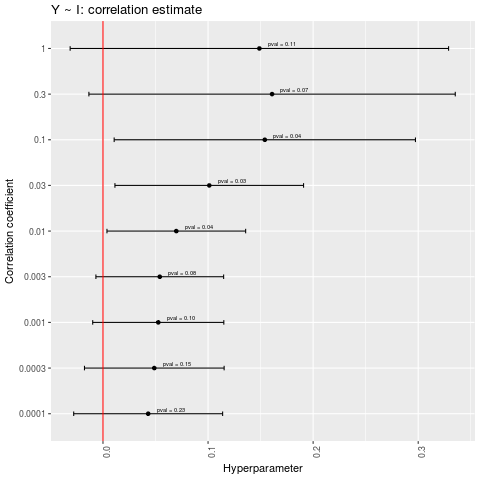 Y ~ I: correlation estimate
Correlation coefficient
1
pval = 0.11
0.3
pval = 0.07
0.1
pval = 0.04
0.03
pval = 0.03
0.01
pval = 0.04
0.003
pval = 0.08
0.001
pval = 0.10
0.0003
pval = 0.15
0.0001
pval = 0.23
0.0
0.1
0.2
0.3
Hyperparameter